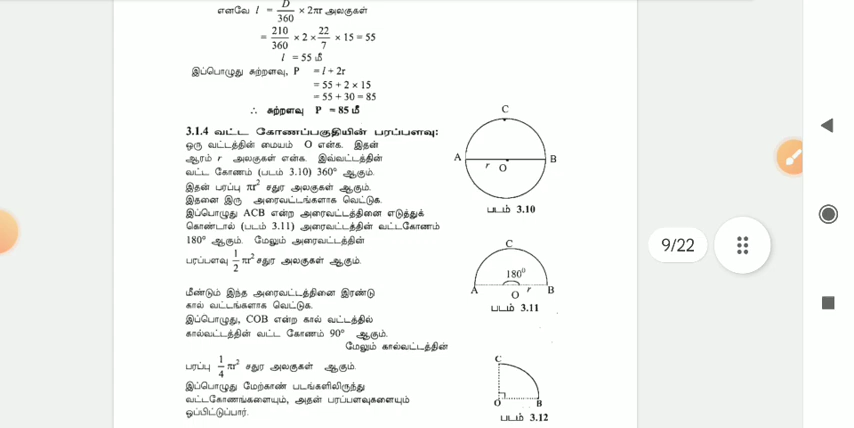 எனவே l = D/360 × 2πr அலகுகள்
= 210/360 × 2 × 22/7 × 15 = 55
l = 55 மீ
இப்பொழுது சுற்றளவு, P = l + 2r
= 55 + 2 × 15
= 55 + 30 = 85
∴ சுற்றளவு P = 85 மீ
3.1.4 வட்ட கோணப்பகுதியின் பரப்பளவு:
ஒரு வட்டத்தின் மையம் O என்க. இதன்
ஆரம் r அலகுகள் என்க. இவ்வட்டத்தின்
வட்ட கோணம் (படம் 3.10) 360° ஆகும்.
இதன் பரப்பு πr² சதுர அலகுகள் ஆகும்.
இதனை இரு அரைவட்டங்களாக வெட்டுக.
இப்பொழுது ACB என்ற அரைவட்டத்தினை எடுத்துக்
கொண்டால் (படம் 3.11) அரைவட்டத்தின் வட்டகோணம்
180° ஆகும். மேலும் அரைவட்டத்தின்
பரப்பளவு 1/2 πr² சதுர அலகுகள் ஆகும்.
C
A
r O
B
படம் 3.10
மீண்டும் இந்த அரைவட்டத்தினை இரண்டு
கால் வட்டங்களாக வெட்டுக.
இப்பொழுது, COB என்ற கால் வட்டத்தில்
கால்வட்டத்தின் வட்ட கோணம் 90° ஆகும்.
மேலும் கால்வட்டத்தின்
பரப்பு 1/4 πr² சதுர அலகுகள் ஆகும்.
இப்பொழுது மேற்காண் படங்களிலிருந்து
வட்டகோணங்களையும், அதன் பரப்பளவுகளையும்
ஒப்பிட்டுப்பார்.
C
180⁰
A
O r B
படம் 3.11
C
O
B
படம் 3.12
9/22